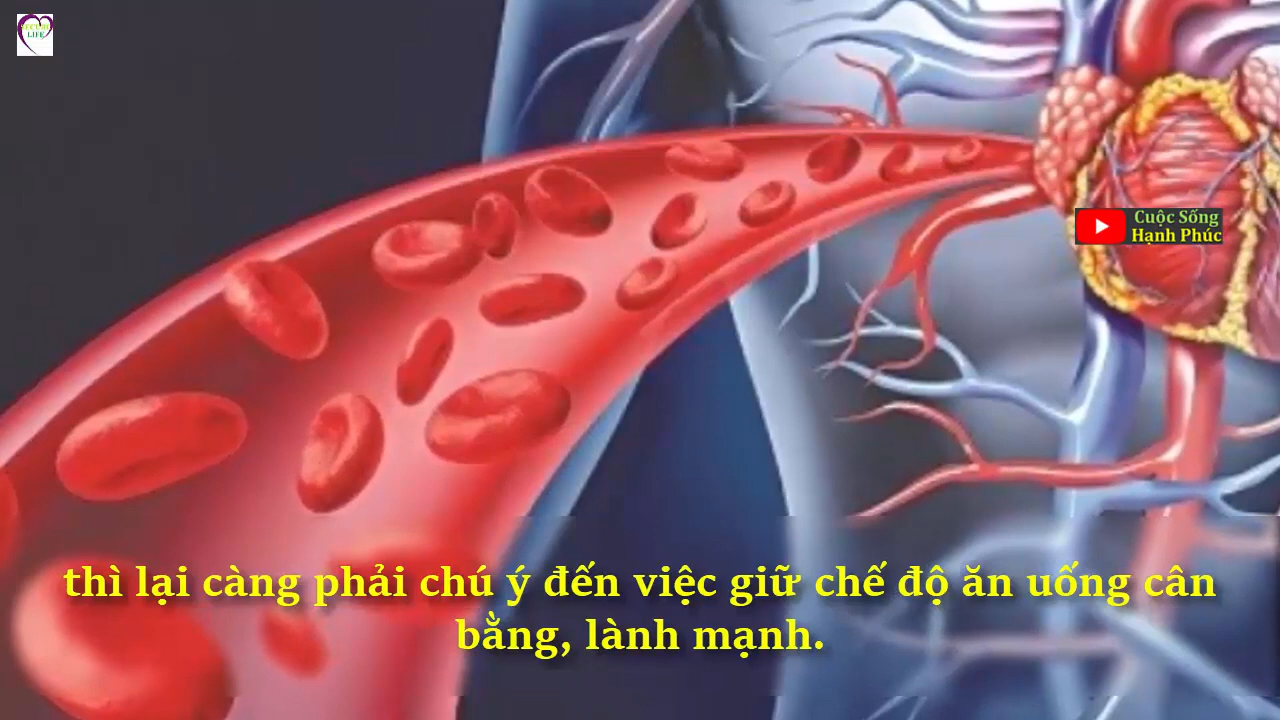 LIFE
Cuộc Sống
Hạnh Phúc
thì lại càng phải chú ý đến việc giữ chế độ ăn uống cân
bằng, lành mạnh.